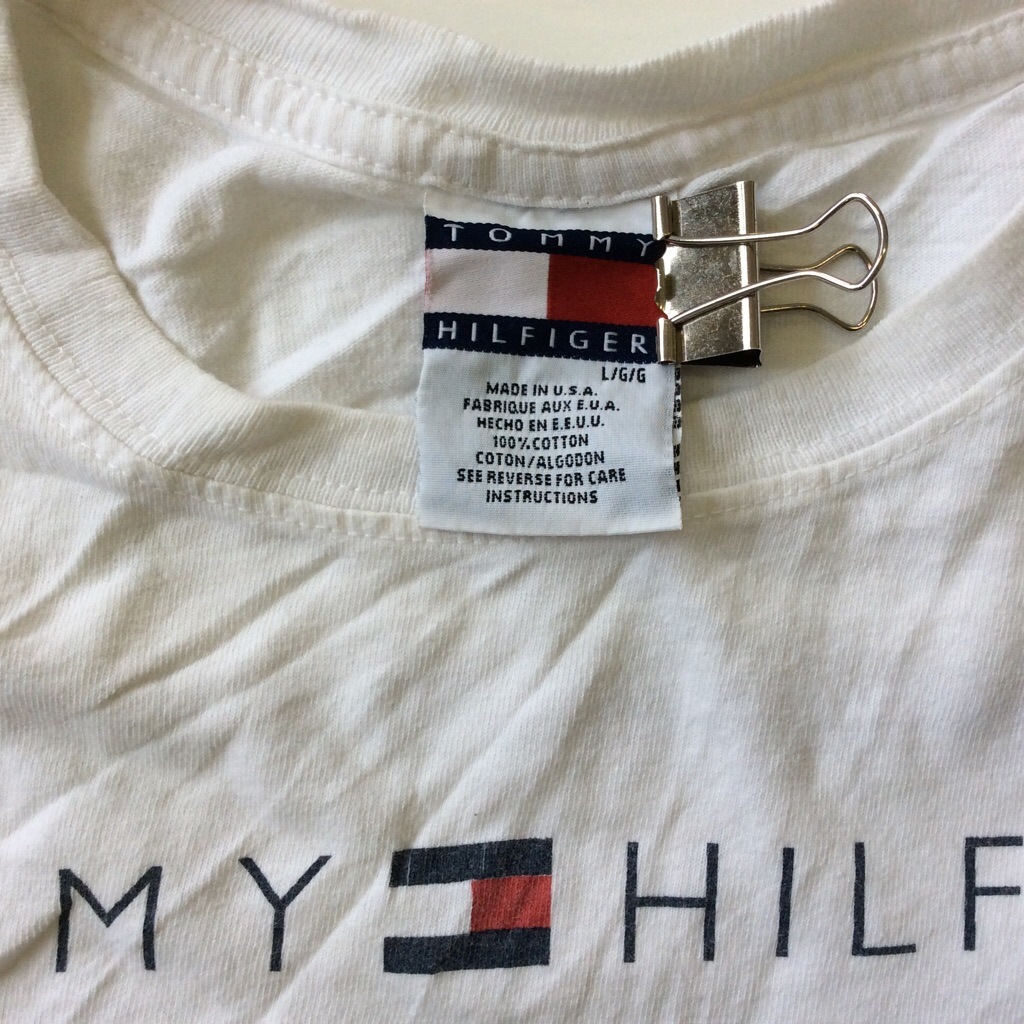 TOMMY
HILFIGER
L/G/G
MADE IN U.S.A.
FABRIQUE AUX E.U.A.
HECHO EN E.E.U.U.
100% COTTON
COTON/ALGODON
SEE REVERSE FOR CARE
INSTRUCTIONS
MY HILF